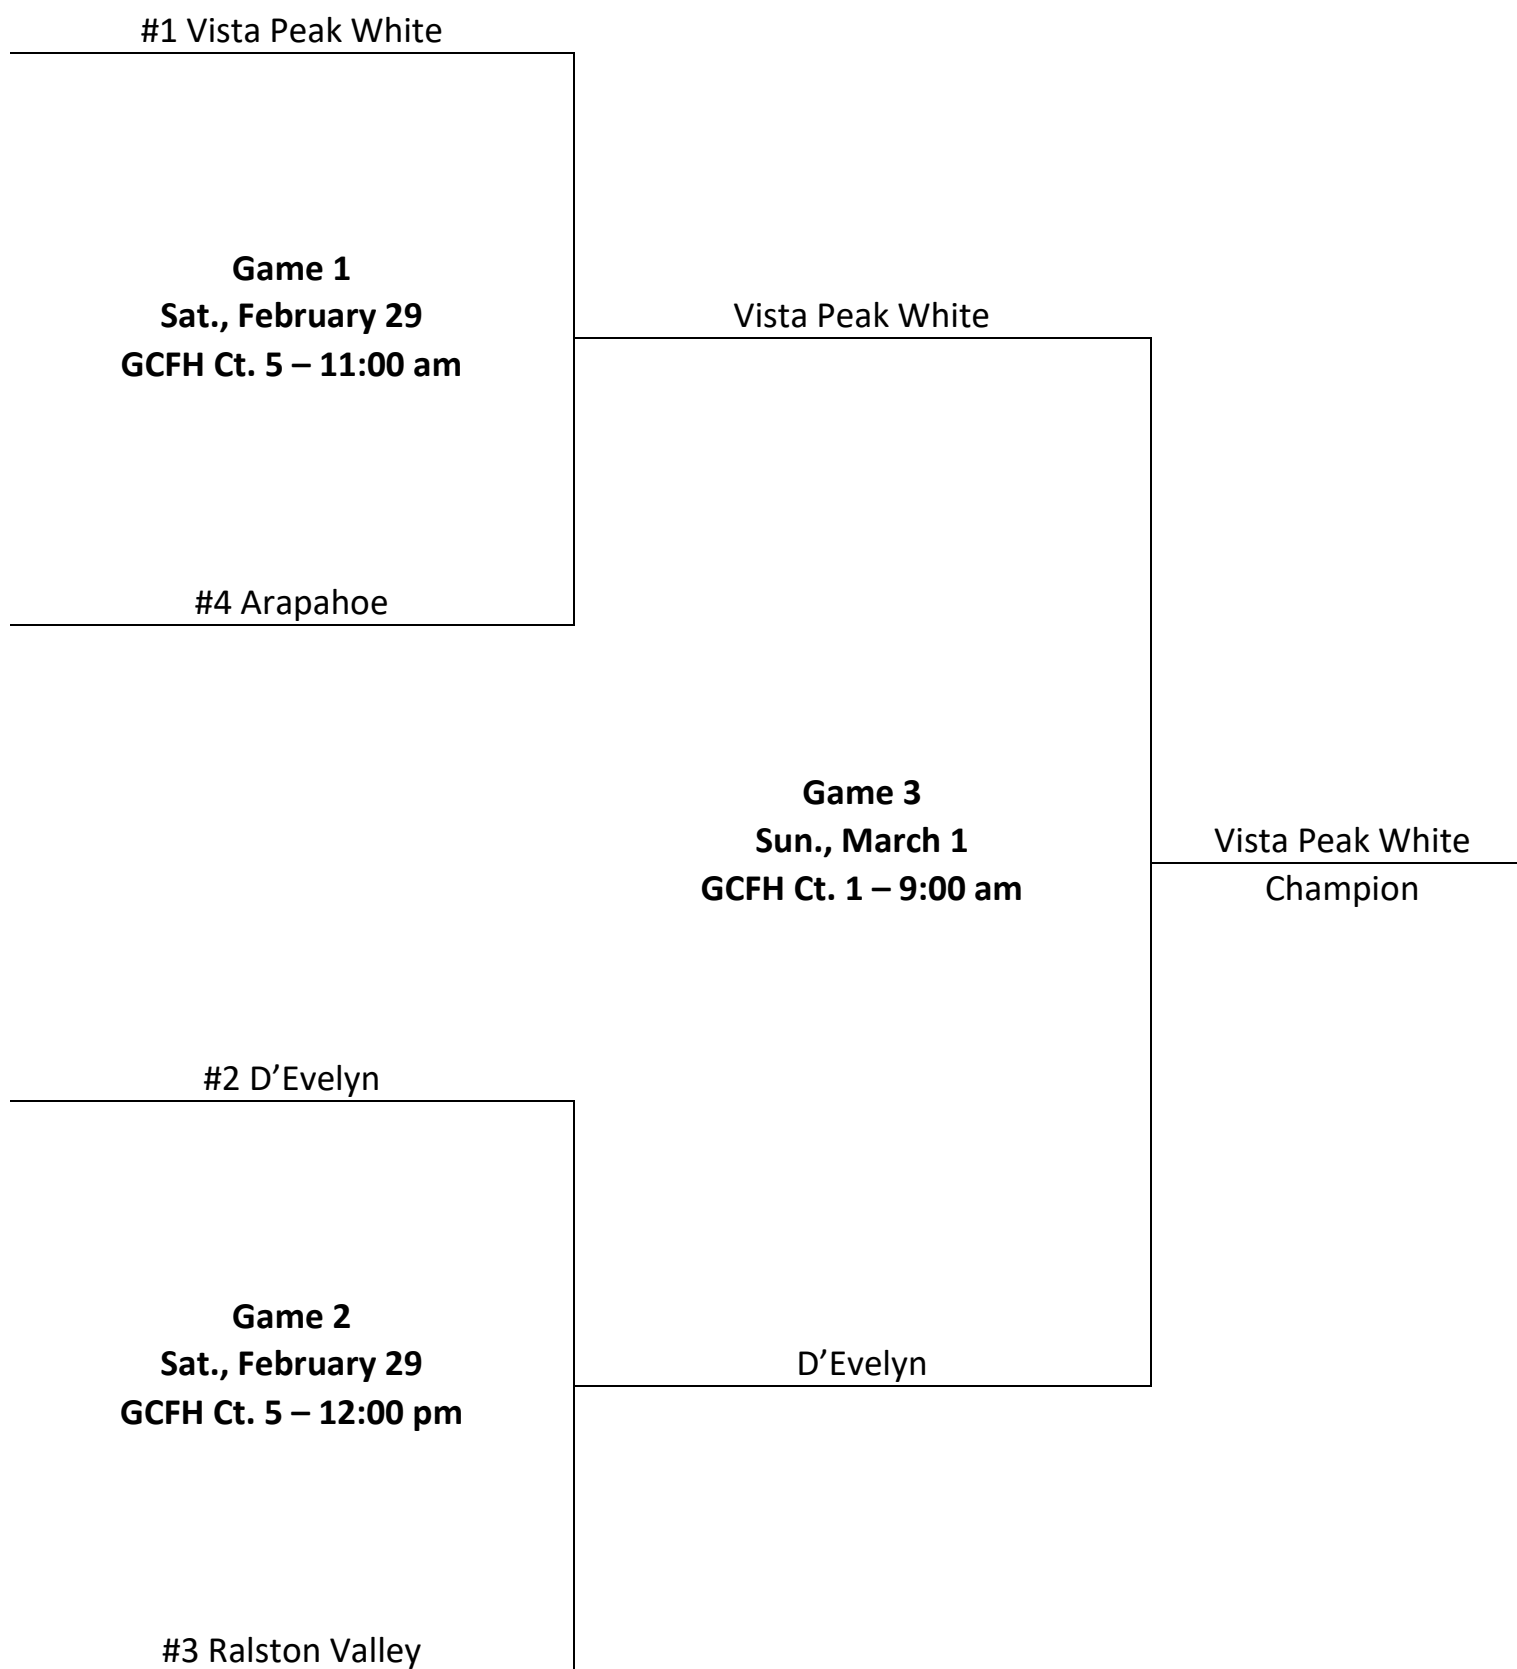 #1 Vista Peak White
Game 1
Sat., February 29
GCFH Ct. 5 – 11:00 am
Vista Peak White
#4 Arapahoe
Game 3
Sun., March 1
GCFH Ct. 1 – 9:00 am
Vista Peak White
Champion
#2 D’Evelyn
Game 2
Sat., February 29
GCFH Ct. 5 – 12:00 pm
D’Evelyn
#3 Ralston Valley